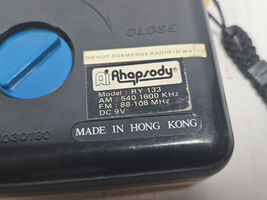 CLOSE
DO NOT SUBMERGE RADIO IN WATER
Ai Rhapsody
Model : RY-133
AM : 540-1600 KHz
FM : 88-108 MHz
DC 9V
MADE IN HONG KONG